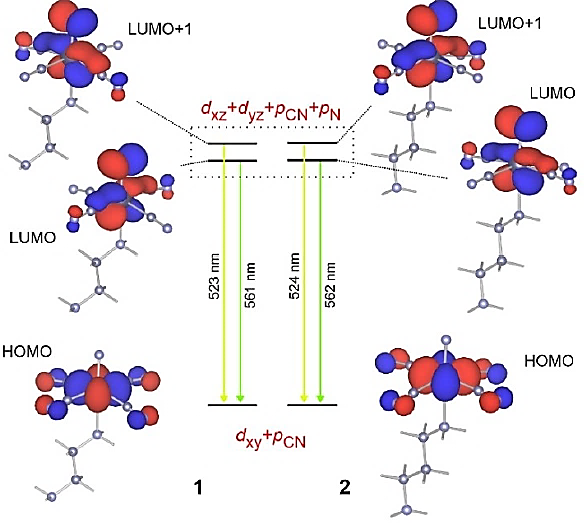 LUMO+1
LUMO+1
dxz+dyz+pCN+pN
LUMO
LUMO
523 nm
561 nm
524 nm
562 nm
HOMO
HOMO
dxy+pCN
1
2